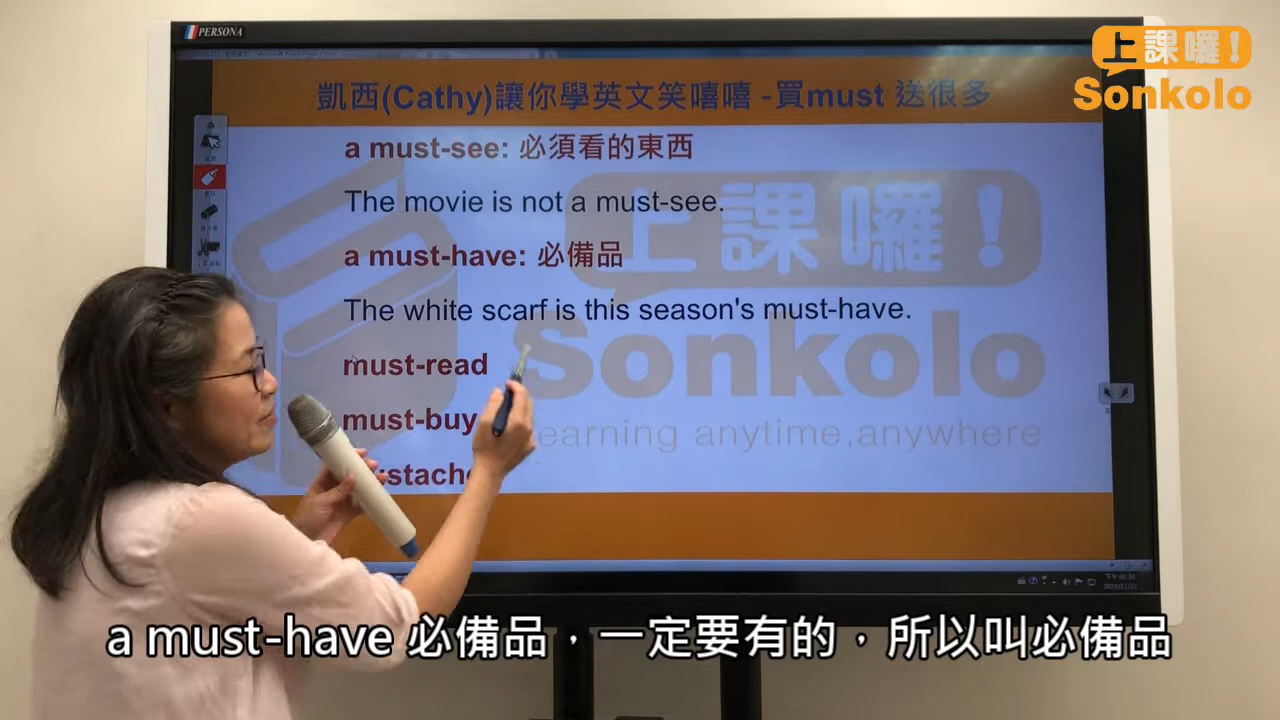 PERSONA
上課囉!
Sonkolo
凱西(Cathy)讓你學英文笑嘻嘻 -買must 送很多
a must-see: 必須看的東西
The movie is not a must-see.
a must-have: 必備品
上課囉!
The white scarf is this season's must-have.
Sonkolo
must-read
must-buy
earning anytime,anywhere
stache
a must-have 必備品，一定要有的，所以叫必備品